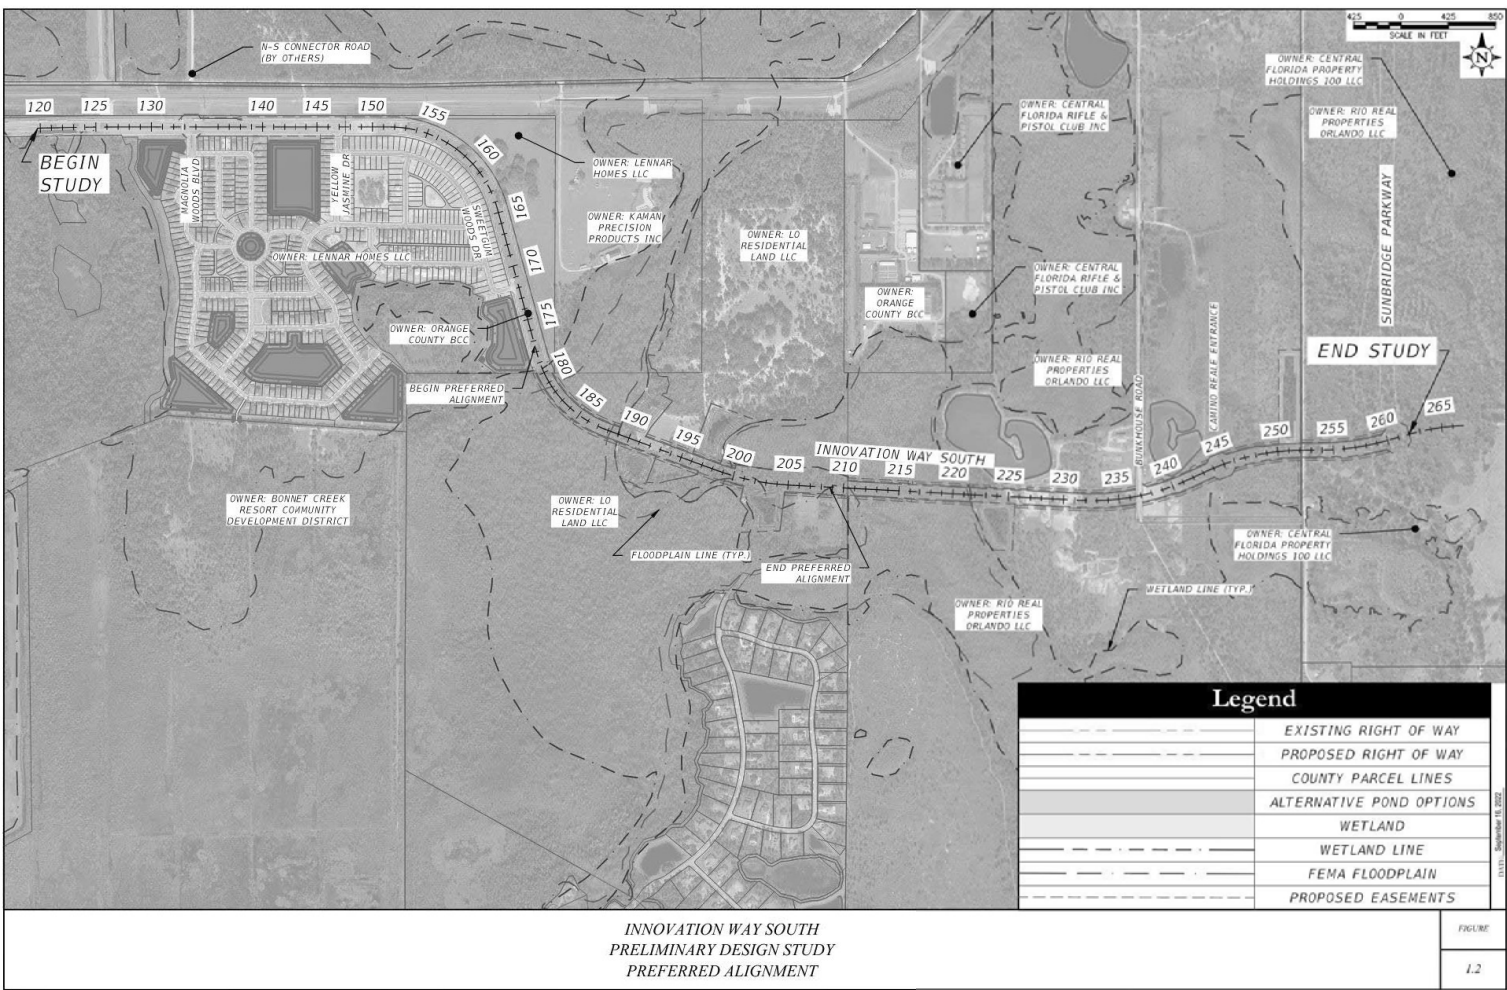 425 0 425 850
SCALE IN FEET
N
N-S CONNECTOR ROAD
(BY OTHERS)
OWNER: CENTRAL
FLORIDA PROPERTY
HOLDINGS 100 LLC
OWNER: RIO REAL
PROPERTIES
ORLANDO LLC
OWNER: CENTRAL
FLORIDA RIFLE &
PISTOL CLUB INC
120 125 130 140 145 150 155 160 165 170 175 180 185 190 195 200 205 210 215 220 225 230 235 240 245 250 255 260 265
BEGIN
STUDY
MAGNOLIA
WOODS BLVD
YELLOW
JASMINE DR
SWEETGUM
WOODS DR
OWNER: LENNAR
HOMES LLC
OWNER: KAMAN
PRECISION
PRODUCTS INC
OWNER: LO
RESIDENTIAL
LAND LLC
OWNER: LENNAR HOMES LLC
OWNER: CENTRAL
FLORIDA RIFLE &
PISTOL CLUB INC
OWNER:
ORANGE
COUNTY BCC
OWNER: ORANGE
COUNTY BCC
SUNBRIDGE PARKWAY
CAMINO REALE ENTRANCE
BUNKHOUSE ROAD
END STUDY
OWNER: RIO REAL
PROPERTIES
ORLANDO LLC
BEGIN PREFERRED
ALIGNMENT
INNOVATION WAY SOUTH
OWNER: BONNET CREEK
RESORT COMMUNITY
DEVELOPMENT DISTRICT
OWNER: LO
RESIDENTIAL
LAND LLC
FLOODPLAIN LINE (TYP.)
END PREFERRED
ALIGNMENT
OWNER: CENTRAL
FLORIDA PROPERTY
HOLDINGS 100 LLC
WETLAND LINE (TYP.)
OWNER: RIO REAL
PROPERTIES
ORLANDO LLC
Legend
EXISTING RIGHT OF WAY
PROPOSED RIGHT OF WAY
COUNTY PARCEL LINES
ALTERNATIVE POND OPTIONS
WETLAND
WETLAND LINE
FEMA FLOODPLAIN
PROPOSED EASEMENTS
DATE: September 16, 2022
INNOVATION WAY SOUTH
PRELIMINARY DESIGN STUDY
PREFERRED ALIGNMENT
FIGURE
1.2